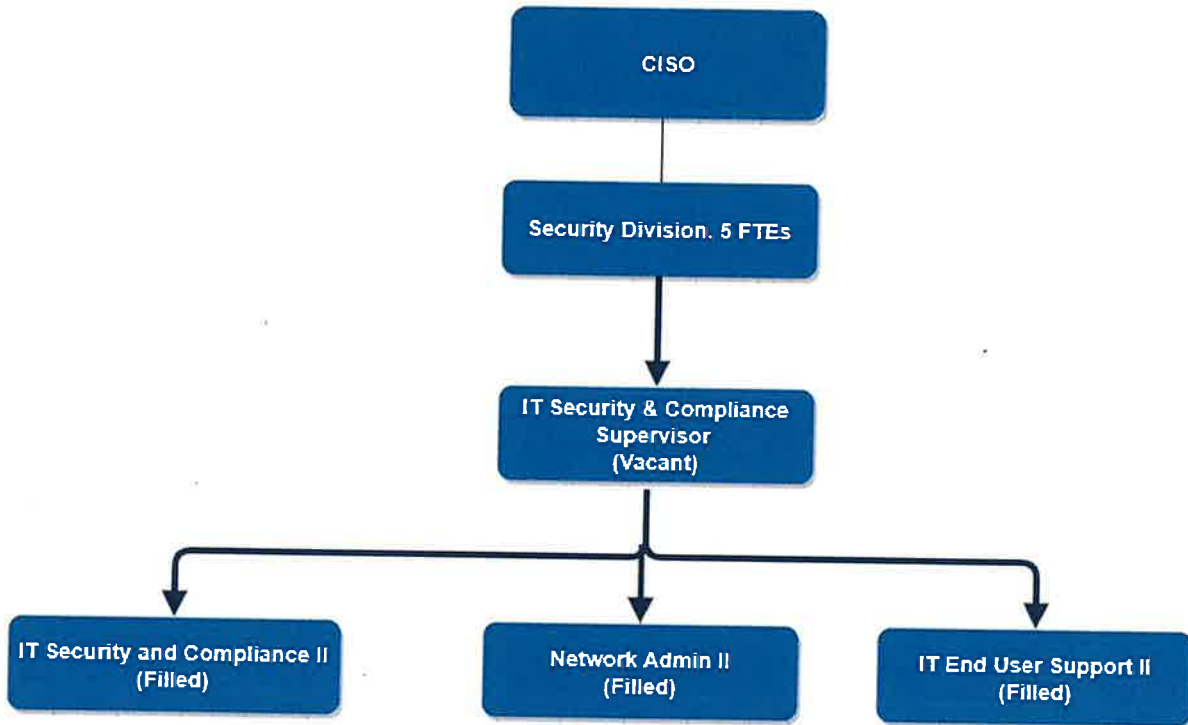 CISO
Security Division. 5 FTEs
IT Security & Compliance
Supervisor
(Vacant)
IT Security and Compliance II
(Filled)
Network Admin II
(Filled)
IT End User Support II
(Filled)